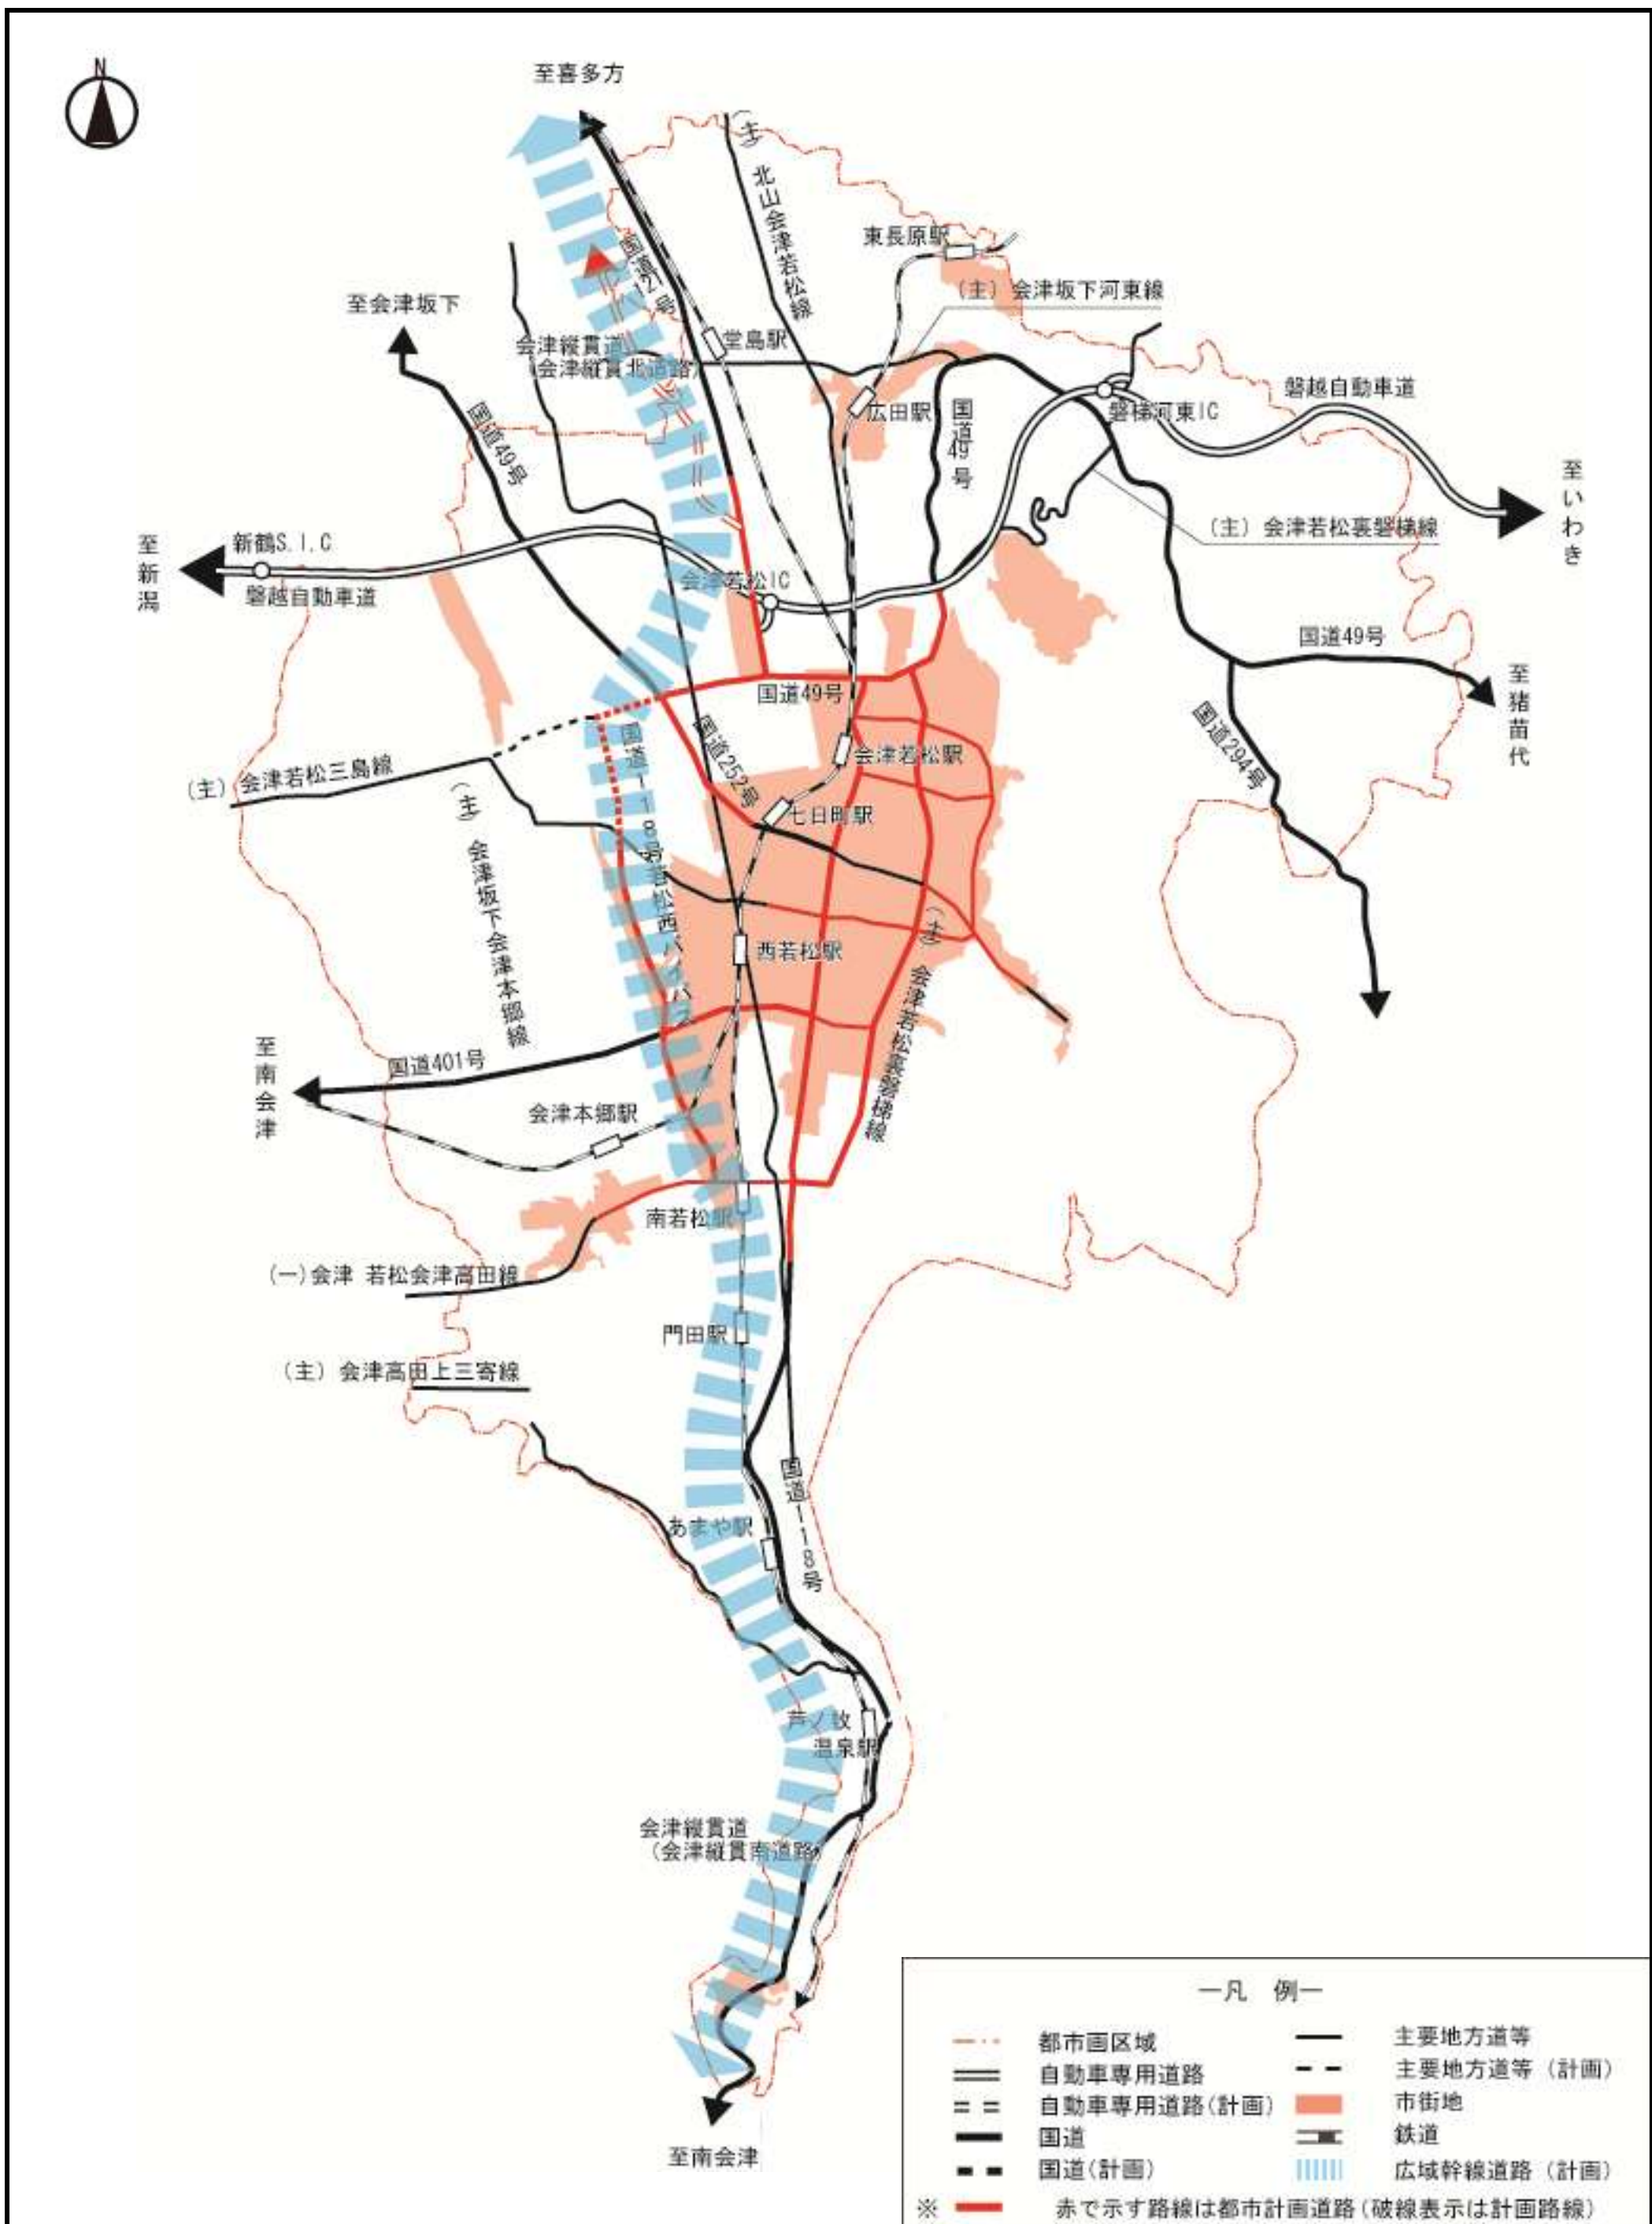 N
至喜多方
(主)北山会津若松線
東長原駅
国道121号
(主)会津坂下河東線
至会津坂下
会津縦貫道
(会津縦貫北道路)
堂島駅
磐越自動車道
国道49号
広田駅
国道49号
磐梯河東IC
至いわき
(主)会津若松裏磐梯線
至新潟
新鶴S.I.C
磐越自動車道
会津若松IC
国道49号
至猪苗代
国道49号
国道294号
国道118号若松西バイパス
国道252号
会津若松駅
(主)会津若松三島線
七日町駅
(主)会津坂下会津本郷線
西若松駅
(主)会津若松裏磐梯線
至南会津
国道401号
会津本郷駅
南若松駅
(一)会津 若松会津高田線
門田駅
(主)会津高田上三寄線
国道118号
あまや駅
芦ノ牧
温泉駅
会津縦貫道
(会津縦貫南道路)
至南会津
―凡 例―
都市画区域
自動車専用道路
自動車専用道路(計画)
国道
国道(計画)
主要地方道等
主要地方道等(計画)
市街地
鉄道
広域幹線道路(計画)
※ 赤で示す路線は都市計画道路(破線表示は計画路線)